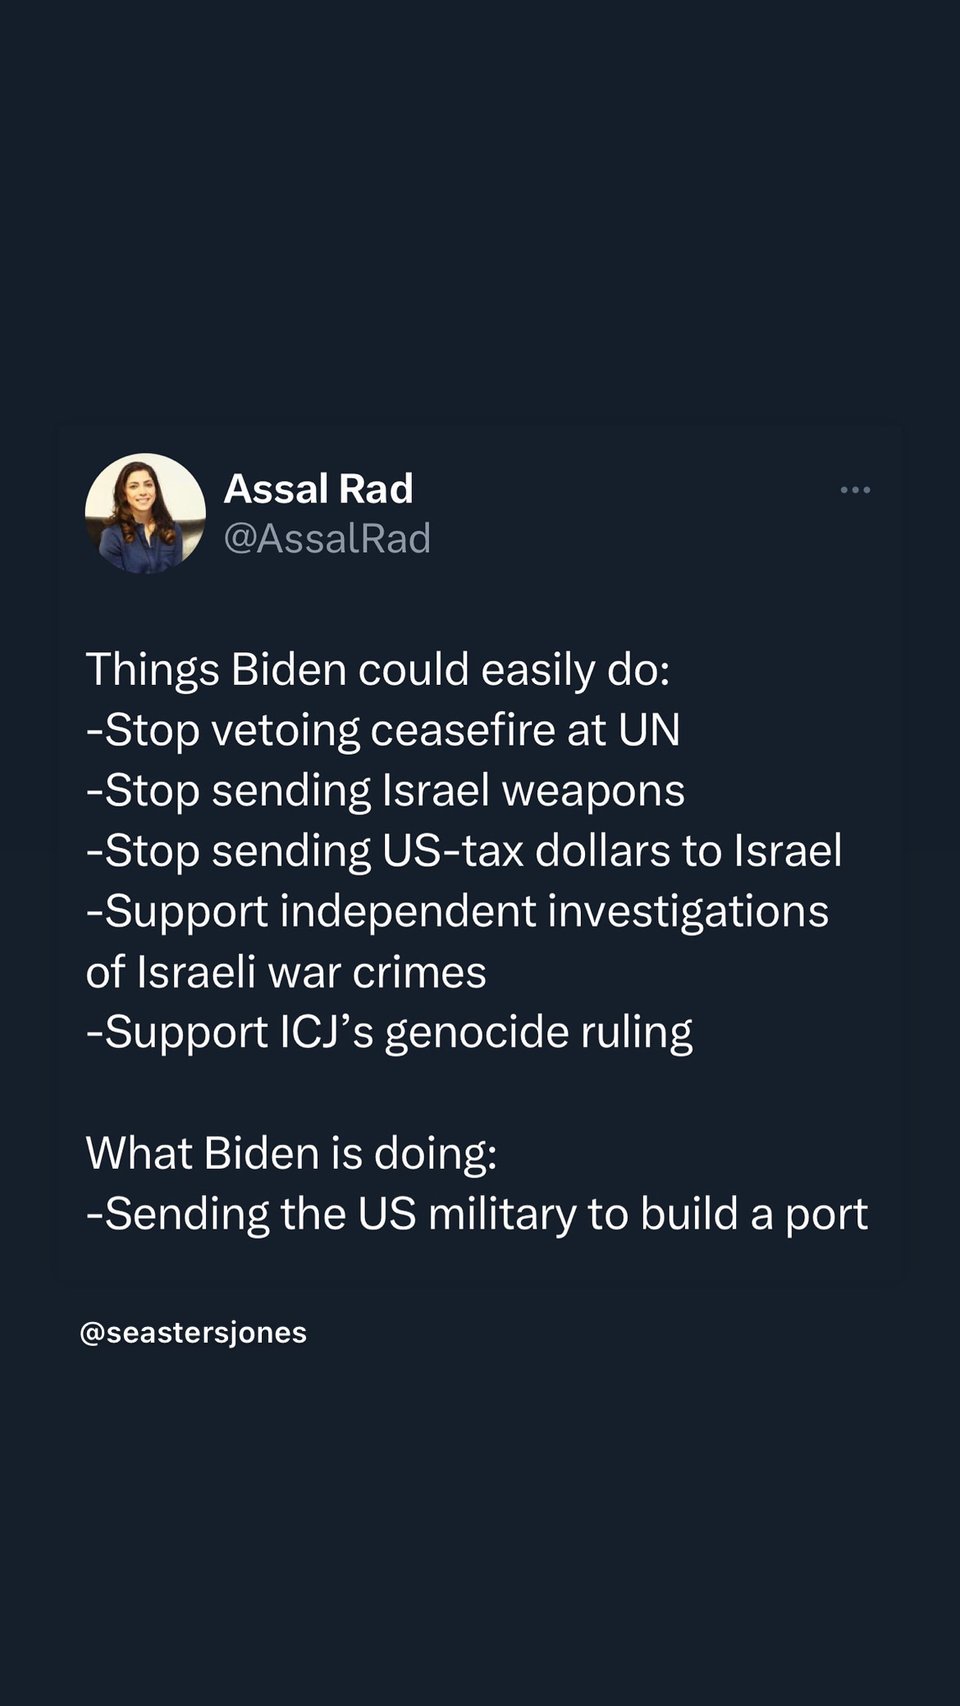 Assal Rad
@AssalRad
Things Biden could easily do:
-Stop vetoing ceasefire at UN
-Stop sending Israel weapons
-Stop sending US-tax dollars to Israel
-Support independent investigations
of Israeli war crimes
-Support ICJ’s genocide ruling
What Biden is doing:
-Sending the US military to build a port
@seastersjones